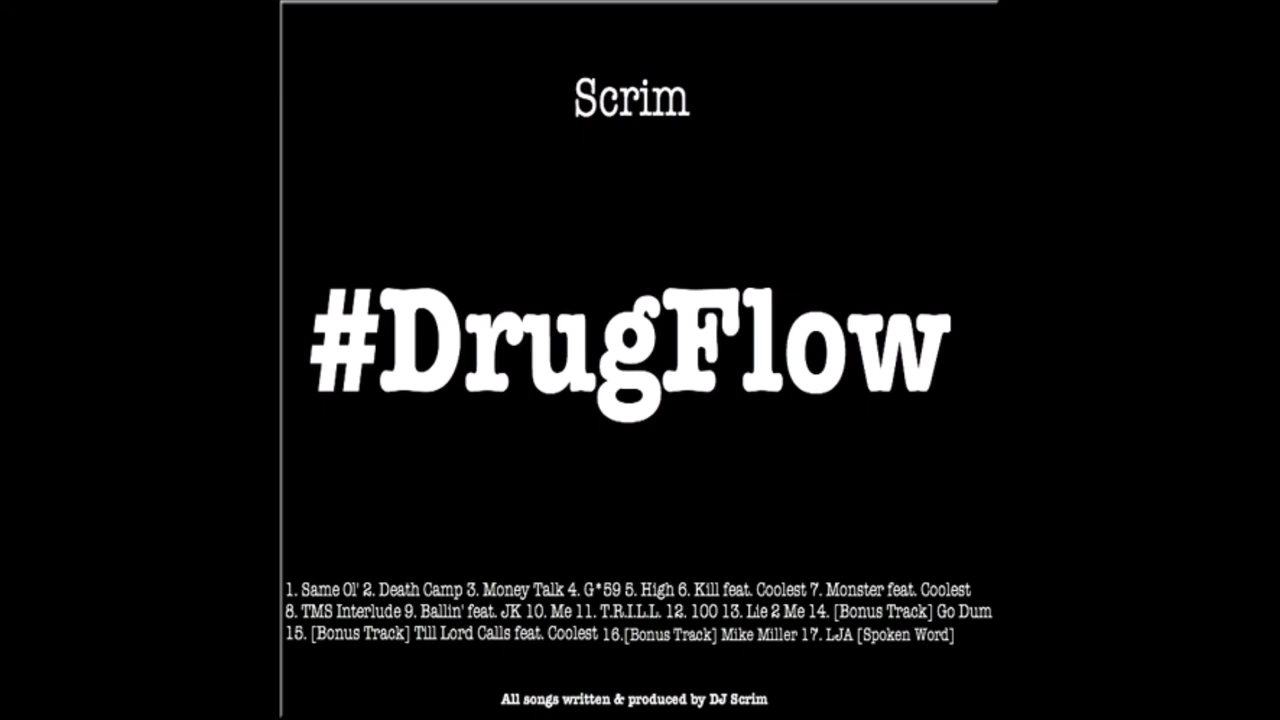 Scrim
#DrugFlow
1. Same Ol' 2. Death Camp 3. Money Talk 4. G*59 5. High 6. Kill feat. Coolest 7. Monster feat. Coolest
8. TMS Interlude 9. Ballin' feat. JK 10. Me 11. T.R.I.L.L. 12. 100 13. Lie 2 Me 14. [Bonus Track] Go Dum
15. [Bonus Track] Till Lord Calls feat. Coolest 16.[Bonus Track] Mike Miller 17. LJA [Spoken Word]
All songs written & produced by DJ Scrim